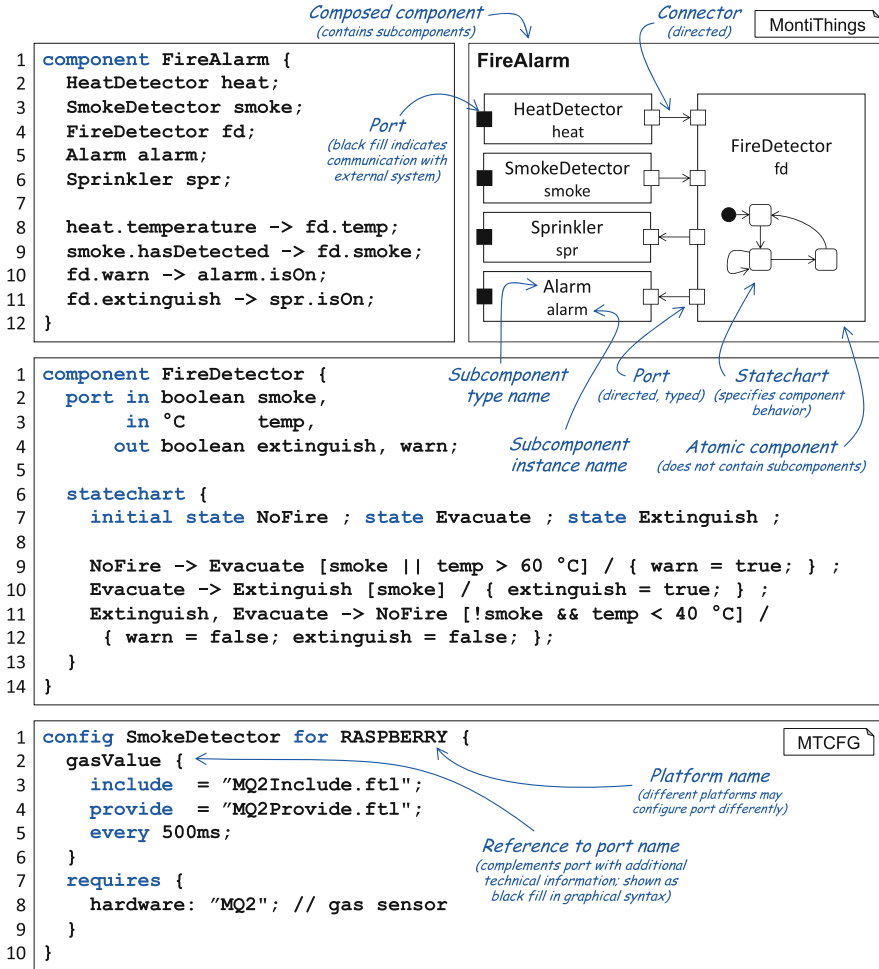 Composed component
(contains subcomponents)
Connector
(directed)
MontiThings
1 component FireAlarm {
2 HeatDetector heat;
3 SmokeDetector smoke;
4 FireDetector fd;
5 Alarm alarm;
6 Sprinkler spr;
7
8 heat.temperature -> fd.temp;
9 smoke.hasDetected -> fd.smoke;
10 fd.warn -> alarm.isOn;
11 fd.extinguish -> spr.isOn;
12 }
Port
(black fill indicates
communication with
external system)
FireAlarm
HeatDetector
heat
SmokeDetector
smoke
Sprinkler
spr
Alarm
alarm
FireDetector
fd
Subcomponent
type name
Port
(directed, typed)
Statechart
(specifies component
behavior)
Subcomponent
instance name
Atomic component
(does not contain subcomponents)
1 component FireDetector {
2 port in boolean smoke,
3 in °C temp,
4 out boolean extinguish, warn;
5
6 statechart {
7 initial state NoFire ; state Evacuate ; state Extinguish ;
8
9 NoFire -> Evacuate [smoke || temp > 60 °C] / { warn = true; } ;
10 Evacuate -> Extinguish [smoke] / { extinguish = true; } ;
11 Extinguish, Evacuate -> NoFire [!smoke && temp < 40 °C] /
12 { warn = false; extinguish = false; };
13 }
14 }
MTCFG
1 config SmokeDetector for RASPBERRY {
2 gasValue {
3 include = ”MQ2Include.ftl";
4 provide = ”MQ2Provide.ftl";
5 every 500ms;
6 }
7 requires {
8 hardware: ”MQ2"; // gas sensor
9 }
10 }
Platform name
(different platforms may
configure port differently)
Reference to port name
(complements port with additional
technical information; shown as
black fill in graphical syntax)